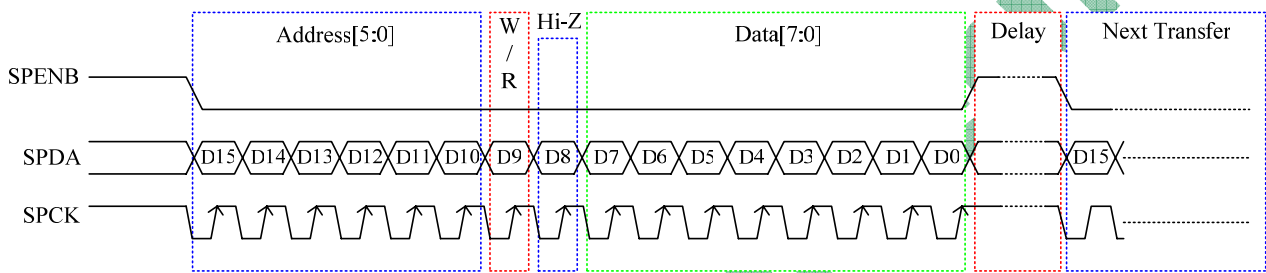 Address[5:0] W / R Hi-Z Data[7:0] Delay Next Transfer
SPENB
SPDA D15 D14 D13 D12 D11 D10 D9 D8 D7 D6 D5 D4 D3 D2 D1 D0 D15
SPCK